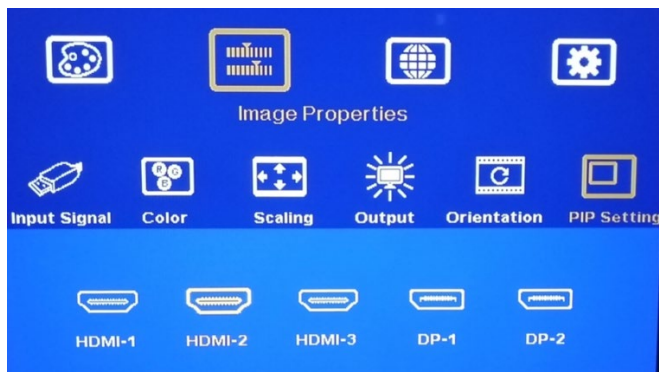 Image Properties
R G B
Input Signal Color Scaling Output Orientation PIP Setting
HDMI-1 HDMI-2 HDMI-3 DP-1 DP-2